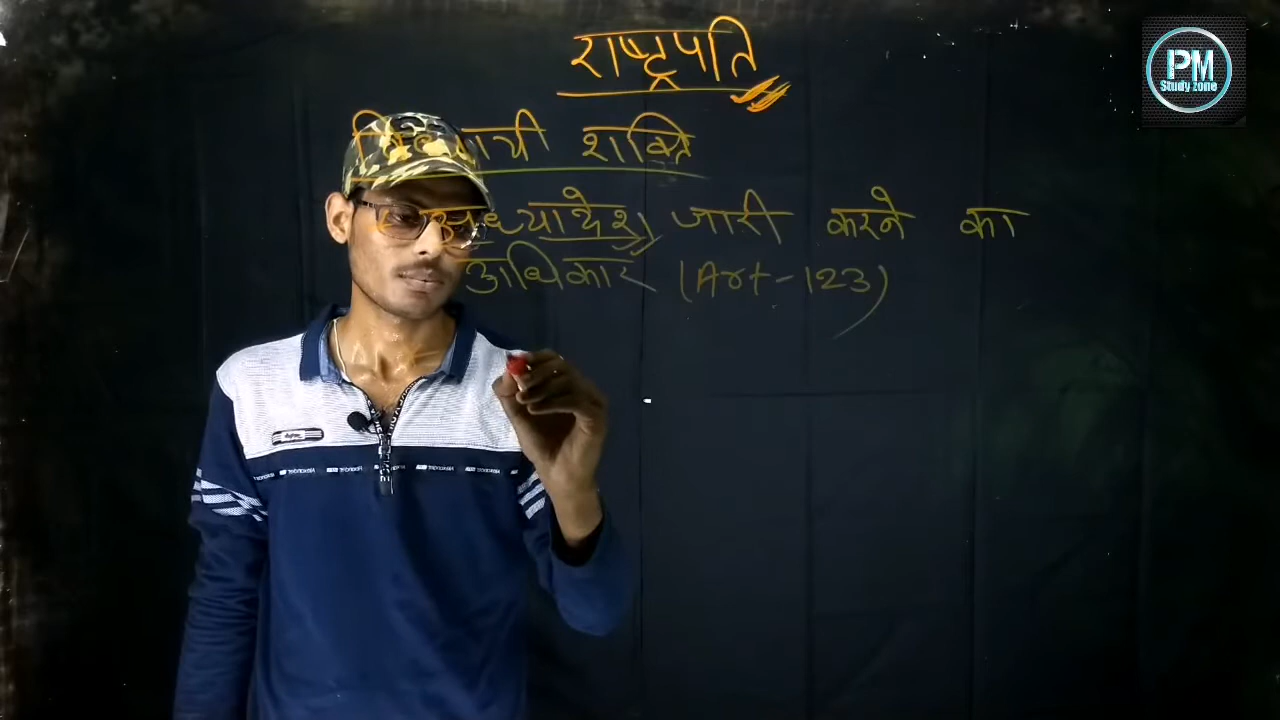 राष्ट्रपति
PM
Study zone
शक्ति
जारी करने का
अधिकार (Art-123)